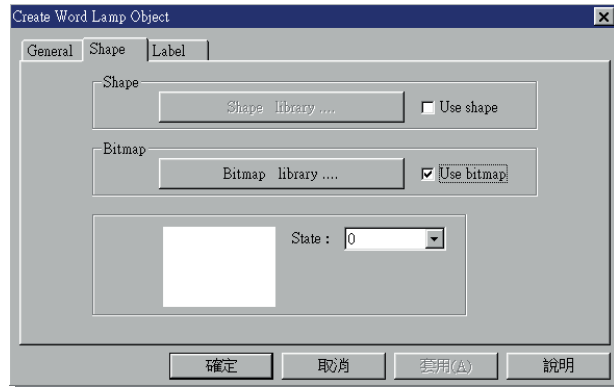 Create Word Lamp Object
General Shape Label
Shape
Shape library ....
Use shape
Bitmap
Bitmap library ....
Use bitmap
State : 0
確定 取消 套用(A) 說明